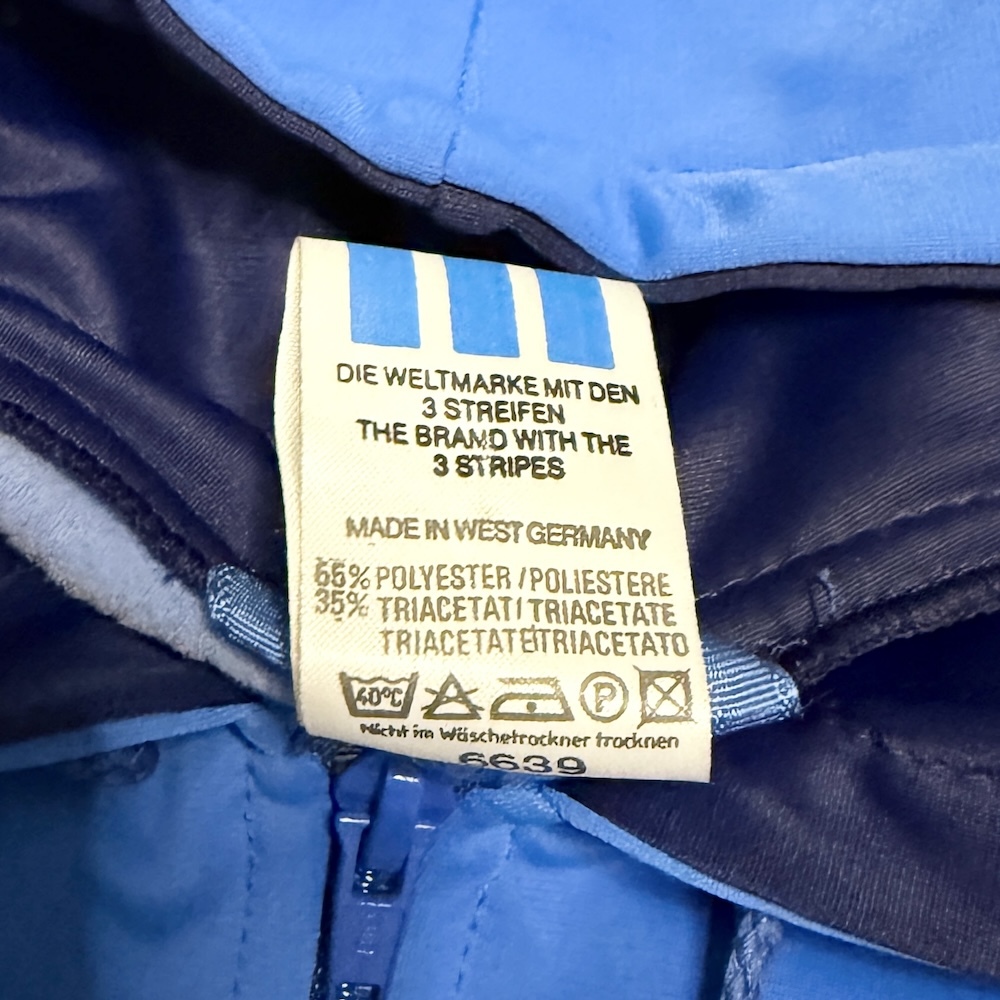 DIE WELTMARKE MIT DEN
3 STREIFEN
THE BRAND WITH THE
3 STRIPES
MADE IN WEST GERMANY
65% POLYESTER / POLIESTERE
35% TRIACETAT / TRIACETATE
TRIACETATE/TRIACETATO
40°C A P
Nicht im Wäschetrockner trocknen
6639